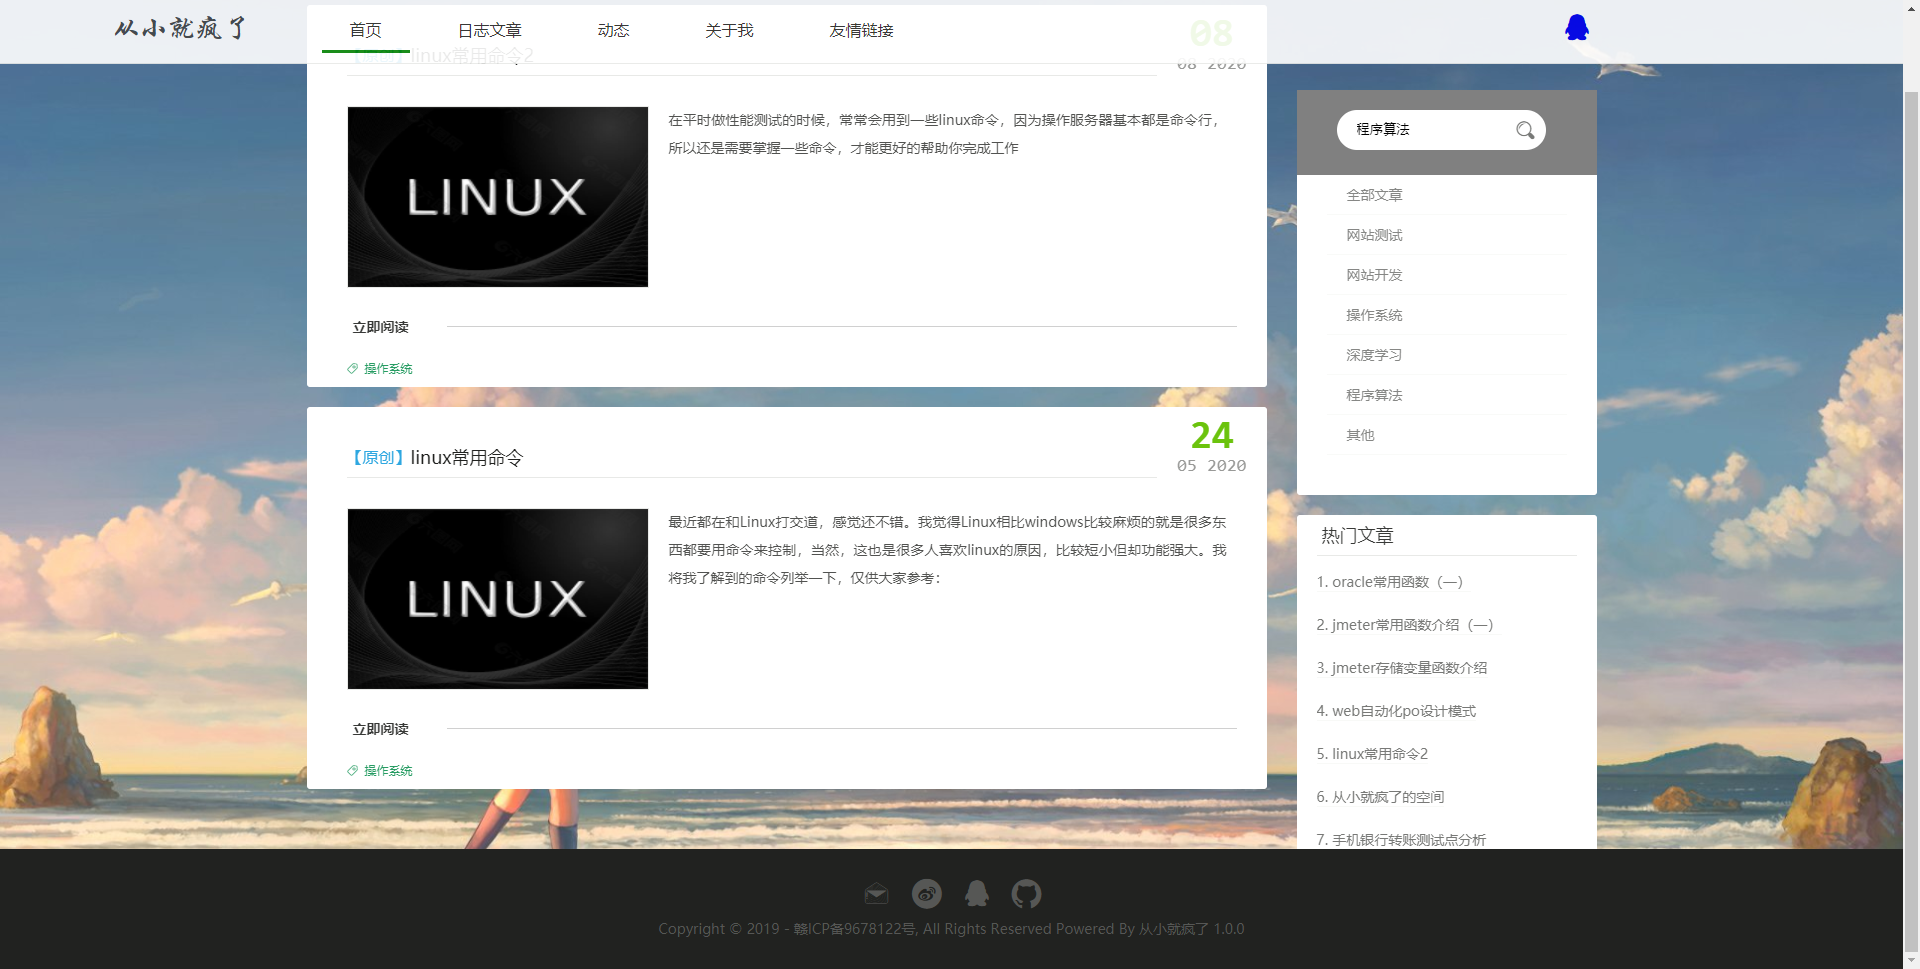 从小就疯了
首页
日志文章
动态
关于我
友情链接
08
【原创】linux常用命令2
08 2020
在平时做性能测试的时候，常常会用到一些linux命令，因为操作服务器基本都是命令行，
所以还是需要掌握一些命令，才能更好的帮助你完成工作
LINUX
立即阅读
操作系统
24
【原创】linux常用命令
05 2020
最近都在和Linux打交道，感觉还不错。我觉得Linux相比windows比较麻烦的就是很多东
西都要用命令来控制，当然，这也是很多人喜欢linux的原因，比较短小但却功能强大。我
将我了解到的命令列举一下，仅供大家参考：
LINUX
立即阅读
操作系统
程序算法
全部文章
网站测试
网站开发
操作系统
深度学习
程序算法
其他
热门文章
1. oracle常用函数（一）
2. jmeter常用函数介绍（一）
3. jmeter存储变量函数介绍
4. web自动化po设计模式
5. linux常用命令2
6. 从小就疯了的空间
7. 手机银行转账测试点分析
Copyright © 2019 - 赣ICP备9678122号, All Rights Reserved Powered By 从小就疯了 1.0.0